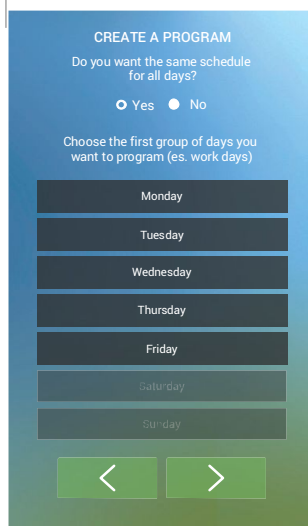 CREATE A PROGRAM
Do you want the same schedule
for all days?
Yes No
Choose the first group of days you
want to program (es. work days)
Monday
Tuesday
Wednesday
Thursday
Friday
Saturday
Sunday